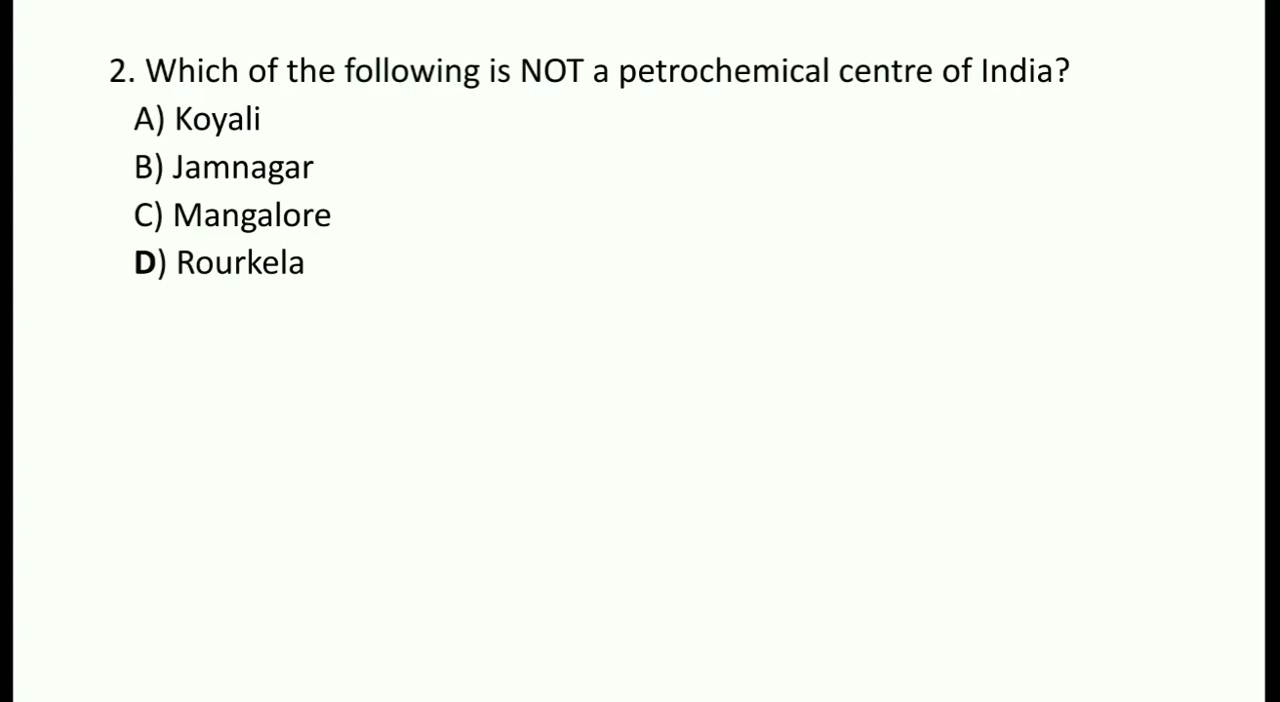 2. Which of the following is NOT a petrochemical centre of India?
A) Koyali
B) Jamnagar
C) Mangalore
D) Rourkela